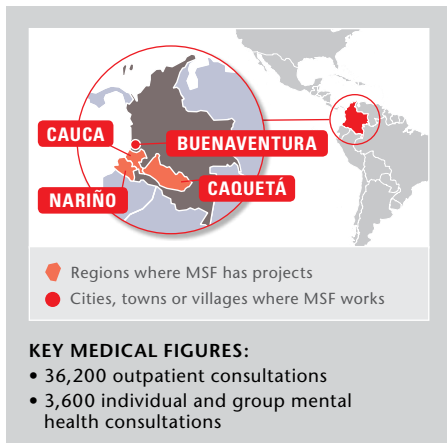 CAUCA
BUENAVENTURA
NARIÑO
CAQUETÁ
Regions where MSF has projects
Cities, towns or villages where MSF works
KEY MEDICAL FIGURES:
• 36,200 outpatient consultations
• 3,600 individual and group mental
health consultations